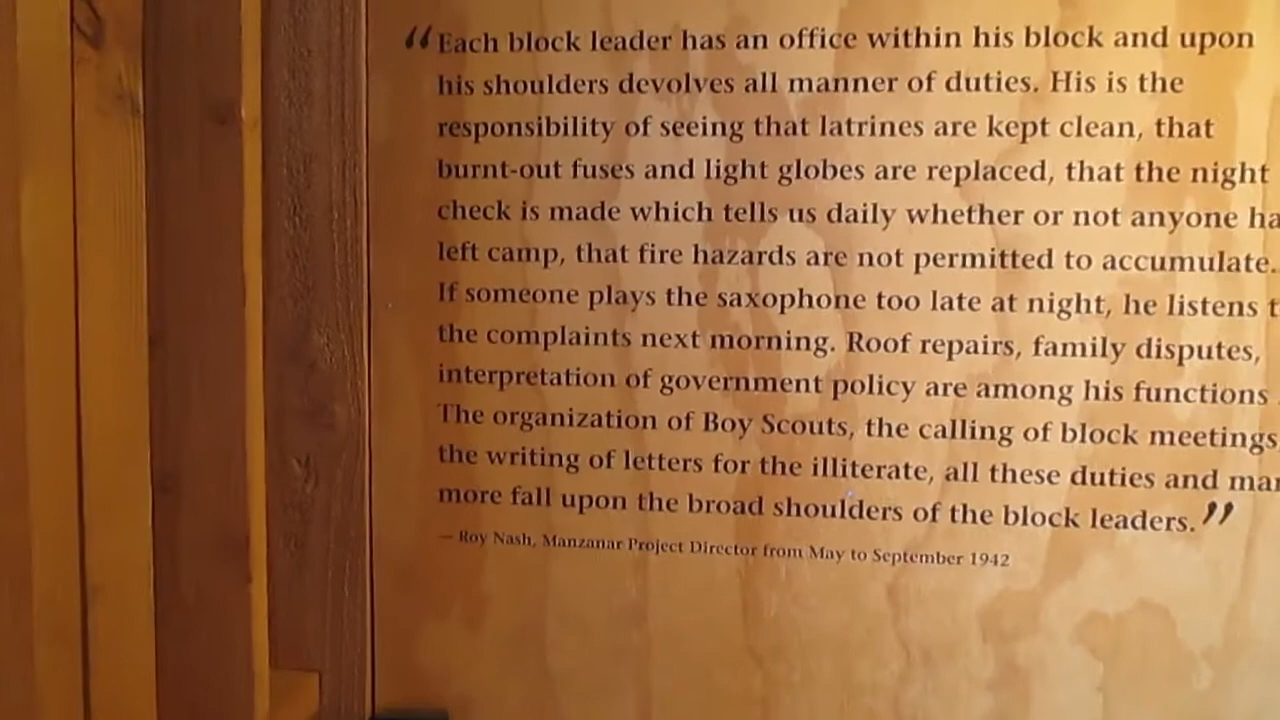 “Each block leader has an office within his block and upon
his shoulders devolves all manner of duties. His is the
responsibility of seeing that latrines are kept clean, that
burnt-out fuses and light globes are replaced, that the night
check is made which tells us daily whether or not anyone
left camp, that fire hazards are not permitted to accumulate.
If someone plays the saxophone too late at night, he listens
the complaints next morning. Roof repairs, family disputes,
interpretation of government policy are among his functions
The organization of Boy Scouts, the calling of block meetings,
the writing of letters for the illiterate, all these duties and
more fall upon the broad shoulders of the block leaders.”
— Roy Nash, Manzanar Project Director from May to September 1942